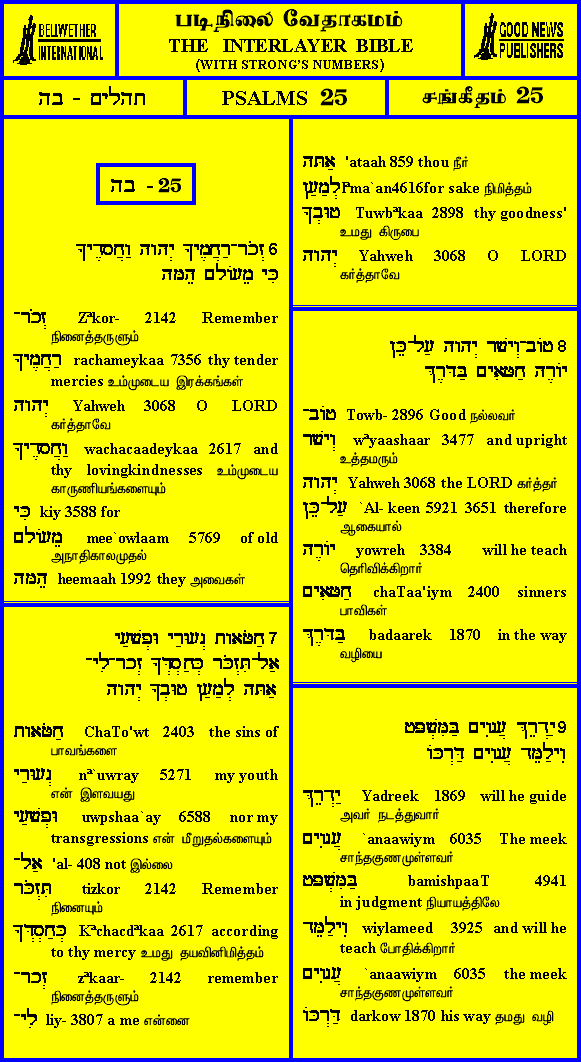 BELLWETHER
INTERNATIONAL
படிநிலை வேதாகமம்
THE INTERLAYER BIBLE
(WITH STRONG'S NUMBERS)
GOOD NEWS
PUBLISHERS
תהלים - בה
PSALMS 25
சங்கீதம் 25
בה - 25
6 זְכֹר־רַחֲמֶיךָ יְהוָה וַחֲסָדֶיךָ
כִּי מֵעוֹלָם הֵמָּה
זְכֹר־ Zªkor- 2142 Remember
நினைத்தருளும்
רַחֲמֶיךָ rachameykaa 7356 thy tender
mercies உம்முடைய இரக்கங்கள்
יְהוָה Yahweh 3068 O LORD
கர்த்தாவே
וַחֲסָדֶיךָ wachacaadeykaa 2617 and
thy lovingkindnesses உம்முடைய
காருணியங்களையும்
כִּי kiy 3588 for
מֵעוֹלָם mee`owlaam 5769 of old
அநாதிகாலமுதல்
הֵמָּה heemaah 1992 they அவைகள்
7 חַטֹּאות נְעוּרַי וּפְשָׁעַי
אַל־תִּזְכֹּר כְּחַסְדְּךָ זְכָר־לִי־
אַתָּה לְמַעַן טוּבְךָ יְהוָה
חַטֹּאות ChaTo'wt 2403 the sins of
பாவங்களை
נְעוּרַי nª`uwray 5271 my youth
என் இளவயது
וּפְשָׁעַי uwpshaa`ay 6588 nor my
transgressions என் மீறுதல்களையும்
אַל־ 'al- 408 not இல்லை
תִּזְכֹּר tizkor 2142 Remember
நினையும்
כְּחַסְדְּךָ Kªchacdªkaa 2617 according
to thy mercy உமது தயவினிமித்தம்
זְכָר־ zªkaar- 2142 remember
நினைத்தருளும்
לִי־ liy- 3807 a me என்னை
אַתָּה 'ataah 859 thou நீர்
לְמַעַן lªma`an4616for sake நிமித்தம்
טוּבְךָ Tuwbªkaa 2898 thy goodness'
உமது கிருபை
יְהוָה Yahweh 3068 O LORD
கர்த்தாவே
8 טוֹב־וְיָשָׁר יְהוָה עַל־כֵּן
יוֹרֶה חַטָּאִים בַּדָּרֶךְ
טוֹב־ Towb- 2896 Good நல்லவர்
וְיָשָׁר wªyaashaar 3477 and upright
உத்தமரும்
יְהוָה Yahweh 3068 the LORD கர்த்தர்
עַל־כֵּן `Al- keen 5921 3651 therefore
ஆகையால்
יוֹרֶה yowreh 3384 will he teach
தெரிவிக்கிறார்
חַטָּאִים chaTaa'iym 2400 sinners
பாவிகள்
בַּדָּרֶךְ badaarek 1870 in the way
வழியை
9 יַדְרֵךְ עֲנָוִים בַּמִּשְׁפָּט
וִילַמֵּד עֲנָוִים דַּרְכּוֹ
יַדְרֵךְ Yadreek 1869 will he guide
அவர் நடத்துவார்
עֲנָוִים `anaawiym 6035 The meek
சாந்தகுணமுள்ளவர்
בַּמִּשְׁפָּט bamishpaaT 4941
in judgment நியாயத்திலே
וִילַמֵּד wiylameed 3925 and will he
teach போதிக்கிறார்
עֲנָוִים `anaawiym 6035 the meek
சாந்தகுணமுள்ளவர்
דַּרְכּוֹ darkow 1870 his way தமது வழி